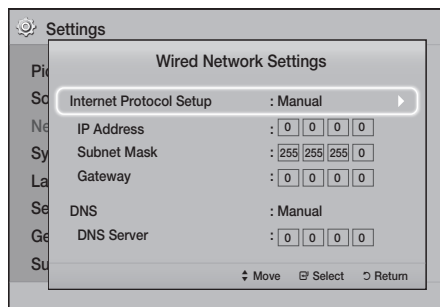 Settings
Wired Network Settings
Pic
Internet Protocol Setup : Manual
Ne
IP Address : 0 0 0 0
Sy
Subnet Mask : 255 255 255 0
La
Gateway : 0 0 0 0
Se
DNS : Manual
Ge
DNS Server : 0 0 0 0
Su
Move Select Return